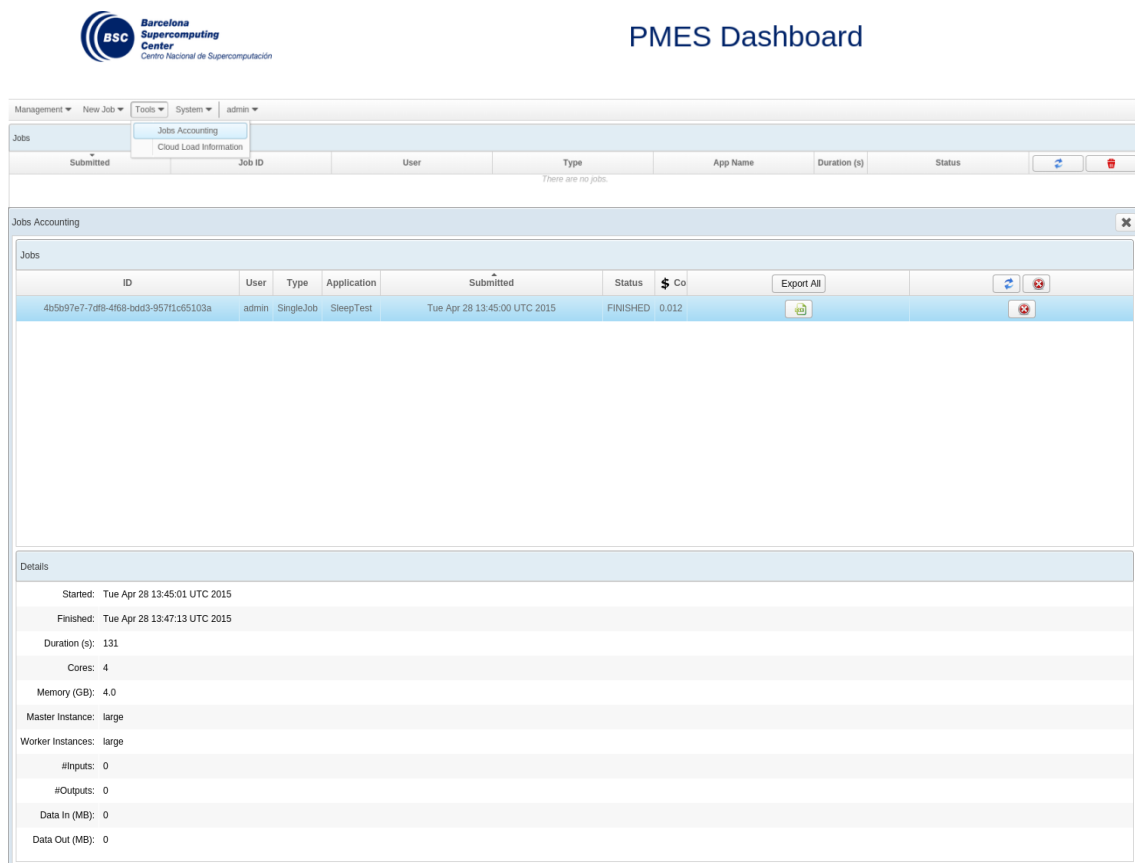 BSC
Barcelona
Supercomputing
Center
Centro Nacional de Supercomputación
PMES Dashboard
Management New Job Tools System admin
Jobs Accounting
Cloud Load Information
Jobs
Submitted Job ID User Type App Name Duration (s) Status
There are no jobs.
Jobs Accounting
Jobs
ID User Type Application Submitted Status $ Co Export All
4b5b97e7-7df8-4f68-bdd3-957f1c65103a admin SingleJob SleepTest Tue Apr 28 13:45:00 UTC 2015 FINISHED 0.012
Details
Started: Tue Apr 28 13:45:01 UTC 2015
Finished: Tue Apr 28 13:47:13 UTC 2015
Duration (s): 131
Cores: 4
Memory (GB): 4.0
Master Instance: large
Worker Instances: large
#Inputs: 0
#Outputs: 0
Data In (MB): 0
Data Out (MB): 0